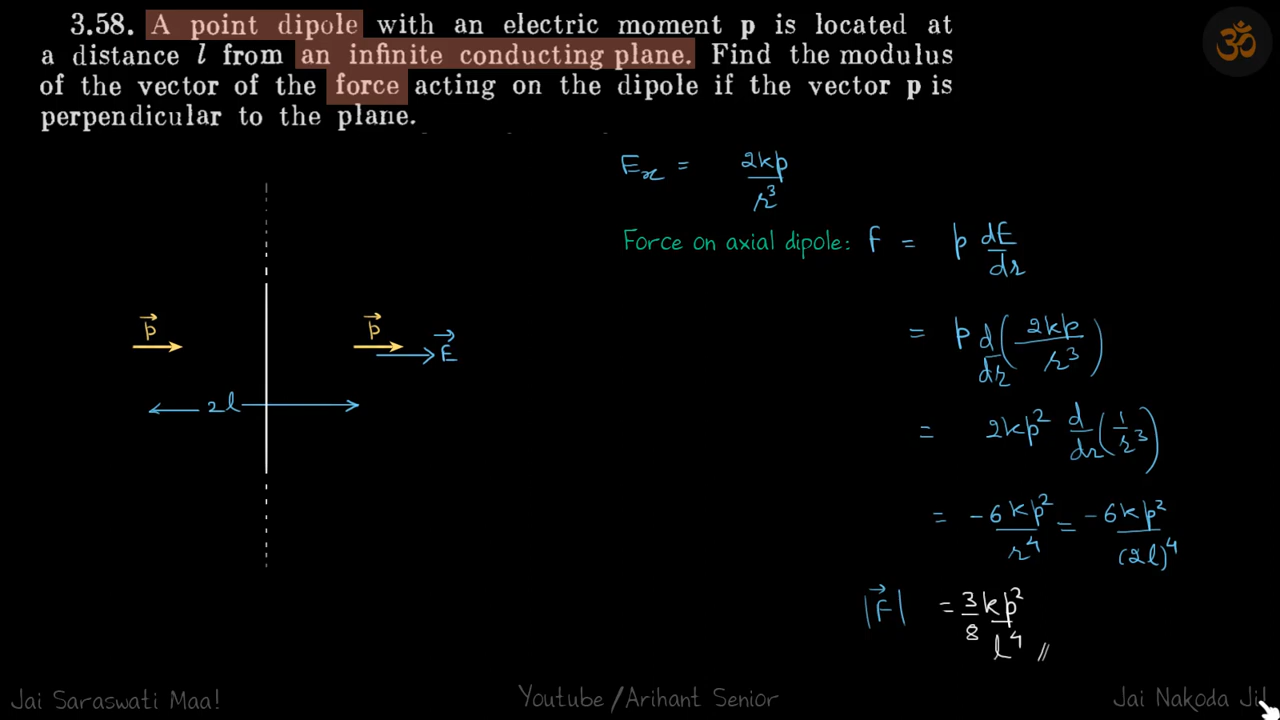 3.58. A point dipole with an electric moment p is located at
a distance l from an infinite conducting plane. Find the modulus
of the vector of the force acting on the dipole if the vector p is
perpendicular to the plane.
ॐ
Eₓ = 2kp/r³
Force on axial dipole: F = p dE/dr
= p d/dr (2kp/r³)
= 2kp² d/dr (1/r³)
= -6kp²/r⁴ = -6kp²/(2l)⁴
|F⃗| = 3/8 kp²/l⁴ //
p⃗
p⃗
E⃗
2l
Jai Saraswati Maa!
Youtube/Arihant Senior
Jai Nakoda Ji!